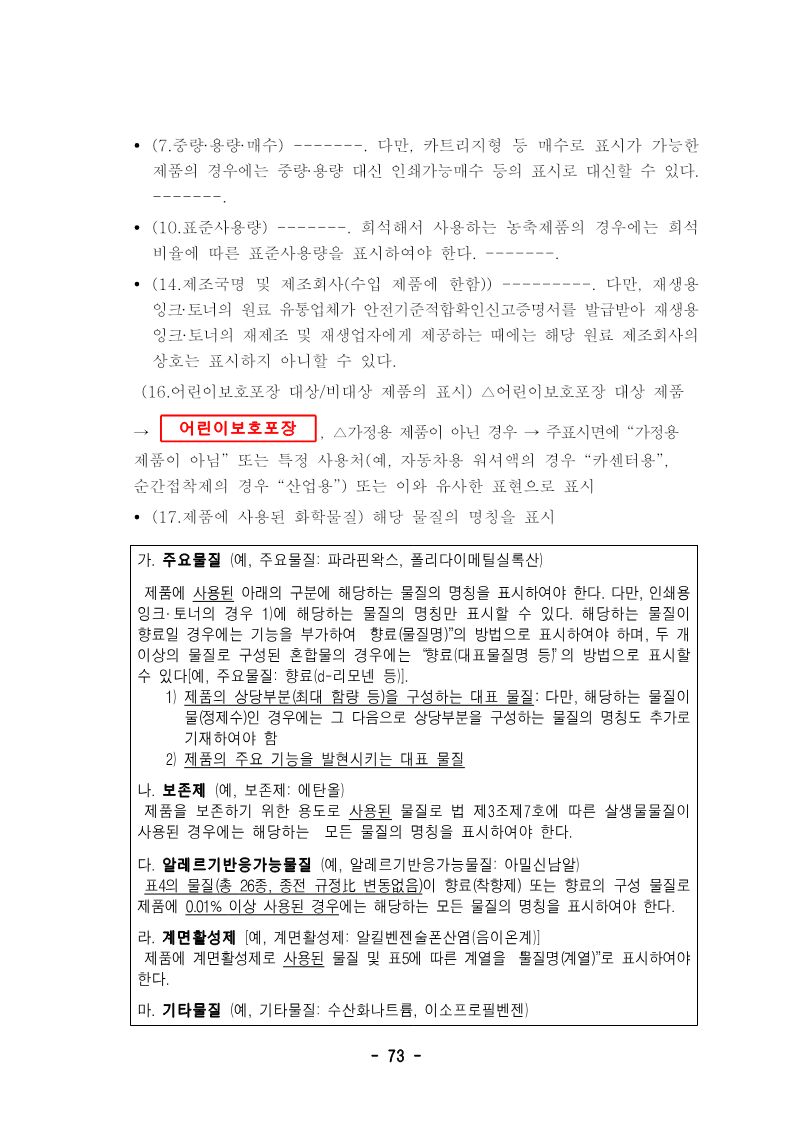 • (7.중량·용량·매수) -------. 다만, 카트리지형 등 매수로 표시가 가능한
제품의 경우에는 중량·용량 대신 인쇄가능매수 등의 표시로 대신할 수 있다.
-------.
• (10.표준사용량) -------. 희석해서 사용하는 농축제품의 경우에는 희석
비율에 따른 표준사용량을 표시하여야 한다. -------.
• (14.제조국명 및 제조회사(수입 제품에 한함)) ---------. 다만, 재생용
잉크·토너의 원료 유통업체가 안전기준적합확인신고증명서를 발급받아 재생용
잉크·토너의 재제조 및 재생업자에게 제공하는 때에는 해당 원료 제조회사의
상호는 표시하지 아니할 수 있다.
(16.어린이보호포장 대상/비대상 제품의 표시) △어린이보호포장 대상 제품
→ 어린이보호포장 , △가정용 제품이 아닌 경우 → 주표시면에 “가정용
제품이 아님” 또는 특정 사용처(예, 자동차용 워셔액의 경우 “카센터용”,
순간접착제의 경우 “산업용”) 또는 이와 유사한 표현으로 표시
• (17.제품에 사용된 화학물질) 해당 물질의 명칭을 표시
가. 주요물질 (예, 주요물질: 파라핀왁스, 폴리다이메틸실록산)
제품에 사용된 아래의 구분에 해당하는 물질의 명칭을 표시하여야 한다. 다만, 인쇄용
잉크·토너의 경우 1)에 해당하는 물질의 명칭만 표시할 수 있다. 해당하는 물질이
향료일 경우에는 기능을 부가하여 향료(물질명)”의 방법으로 표시하여야 하며, 두 개
이상의 물질로 구성된 혼합물의 경우에는 “향료(대표물질명 등)”의 방법으로 표시할
수 있다[예, 주요물질: 향료(d-리모넨 등)].
1) 제품의 상당부분(최대 함량 등)을 구성하는 대표 물질: 다만, 해당하는 물질이
물(정제수)인 경우에는 그 다음으로 상당부분을 구성하는 물질의 명칭도 추가로
기재하여야 함
2) 제품의 주요 기능을 발현시키는 대표 물질
나. 보존제 (예, 보존제: 에탄올)
제품을 보존하기 위한 용도로 사용된 물질로 법 제3조제7호에 따른 살생물물질이
사용된 경우에는 해당하는 모든 물질의 명칭을 표시하여야 한다.
다. 알레르기반응가능물질 (예, 알레르기반응가능물질: 아밀신남알)
표4의 물질(총 26종, 종전 규정比 변동없음)이 향료(착향제) 또는 향료의 구성 물질로
제품에 0.01% 이상 사용된 경우에는 해당하는 모든 물질의 명칭을 표시하여야 한다.
라. 계면활성제 [예, 계면활성제: 알킬벤젠술폰산염(음이온계)]
제품에 계면활성제로 사용된 물질 및 표5에 따른 계열을 “물질명(계열)”로 표시하여야
한다.
마. 기타물질 (예, 기타물질: 수산화나트륨, 이소프로필벤젠)
- 73 -